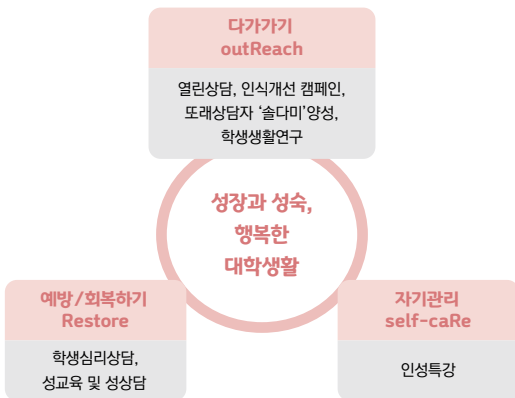 다가가기
outReach
열린상담, 인식개선 캠페인,
또래상담자 ‘솔다미’양성,
학생생활연구
성장과 성숙,
행복한
대학생활
예방/회복하기
Restore
학생심리상담,
성교육 및 성상담
자기관리
self-caRe
인성특강